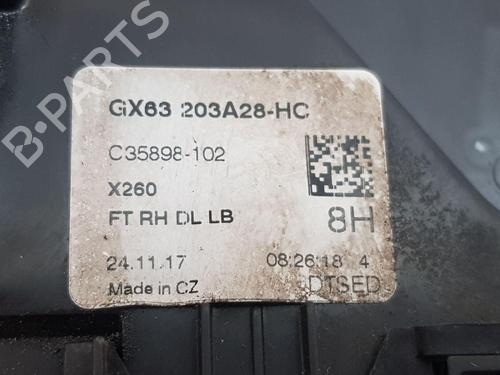 GX63 203A28-HC
C35898-102
X260
FT RH DL LB
8H
24.11.17 08:26:18 4
Made in CZ DTSED
B-PARTS